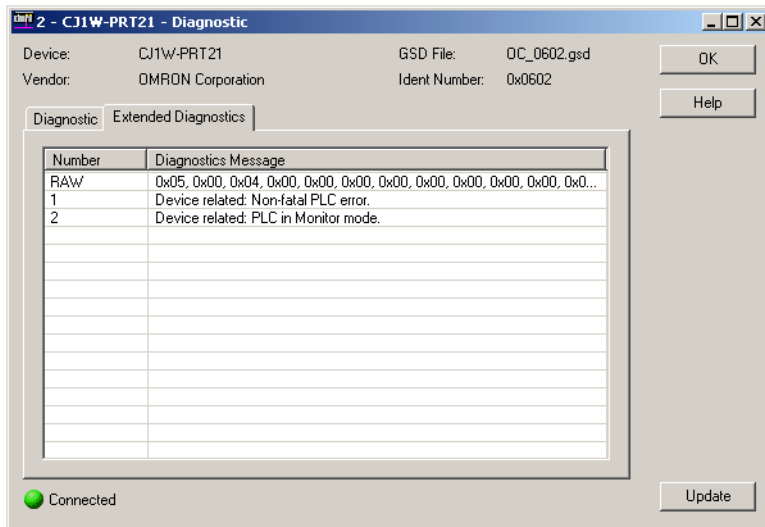 2 - CJ1W-PRT21 - Diagnostic
Device: CJ1W-PRT21 GSD File: OC_0602.gsd
Vendor: OMRON Corporation Ident Number: 0x0602
OK
Help
Diagnostic Extended Diagnostics
Number Diagnostics Message
RAW 0x05, 0x00, 0x04, 0x00, 0x00, 0x00, 0x00, 0x00, 0x00, 0x00, 0x00, 0x0...
1 Device related: Non-fatal PLC error.
2 Device related: PLC in Monitor mode.
Connected
Update